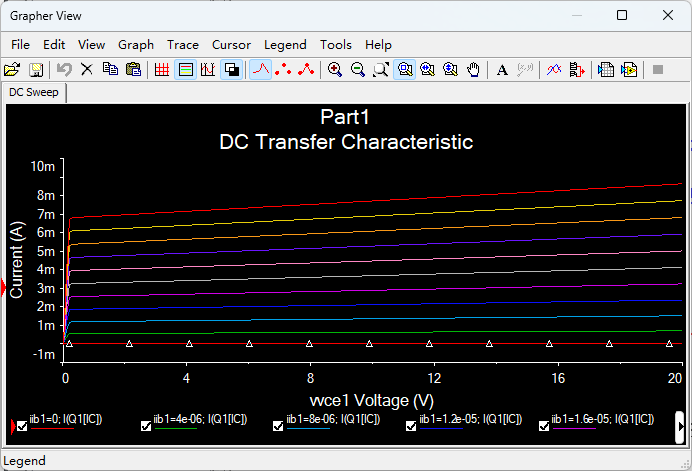 Grapher View
File Edit View Graph Trace Cursor Legend Tools Help
A (x,y)
DC Sweep
Part1
DC Transfer Characteristic
10m
8m
7m
6m
5m
4m
3m
2m
1m
-1m
Current (A)
0 4 8 12 16 20
vvce1 Voltage (V)
iib1=0; I(Q1[IC]) iib1=4e-06; I(Q1[IC]) iib1=8e-06; I(Q1[IC]) iib1=1.2e-05; I(Q1[IC]) iib1=1.6e-05; I(Q1[IC])
Legend